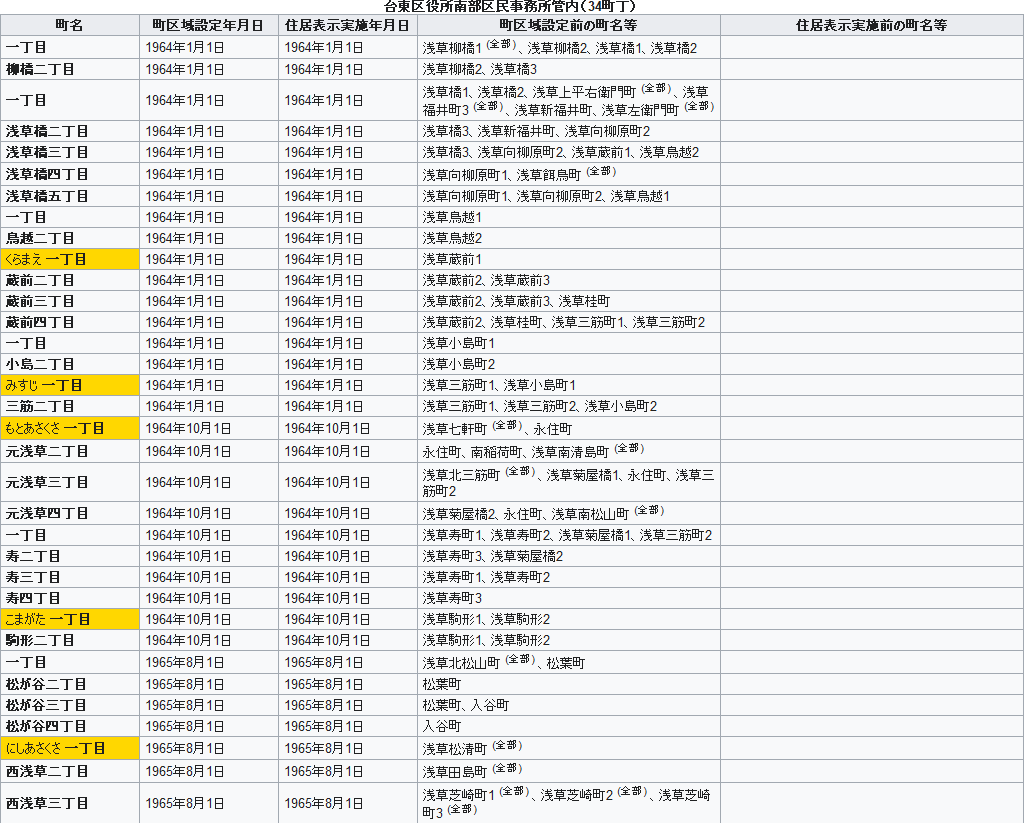 台東区役所南部区民事務所管内(34町丁)
町名 町区域設定年月日 住居表示実施年月日 町区域設定前の町名等 住居表示実施前の町名等
一丁目 1964年1月1日 1964年1月1日 浅草柳橋1 (全部)、浅草柳橋2、浅草橋1、浅草橋2
柳橋二丁目 1964年1月1日 1964年1月1日 浅草柳橋2、浅草橋3
一丁目 1964年1月1日 1964年1月1日 浅草橋1、浅草橋2、浅草上平右衛門町 (全部)、浅草
福井町3 (全部)、浅草新福井町、浅草左衛門町 (全部)
浅草橋二丁目 1964年1月1日 1964年1月1日 浅草橋3、浅草新福井町、浅草向柳原町2
浅草橋三丁目 1964年1月1日 1964年1月1日 浅草橋3、浅草向柳原町2、浅草蔵前1、浅草鳥越2
浅草橋四丁目 1964年1月1日 1964年1月1日 浅草向柳原町1、浅草餌鳥町 (全部)
浅草橋五丁目 1964年1月1日 1964年1月1日 浅草向柳原町1、浅草向柳原町2、浅草鳥越1
一丁目 1964年1月1日 1964年1月1日 浅草鳥越1
鳥越二丁目 1964年1月1日 1964年1月1日 浅草鳥越2
くらまえ 一丁目 1964年1月1日 1964年1月1日 浅草蔵前1
蔵前二丁目 1964年1月1日 1964年1月1日 浅草蔵前2、浅草蔵前3
蔵前三丁目 1964年1月1日 1964年1月1日 浅草蔵前2、浅草蔵前3、浅草桂町
蔵前四丁目 1964年1月1日 1964年1月1日 浅草蔵前2、浅草桂町、浅草三筋町1、浅草三筋町2
一丁目 1964年1月1日 1964年1月1日 浅草小島町1
小島二丁目 1964年1月1日 1964年1月1日 浅草小島町2
みすじ 一丁目 1964年1月1日 1964年1月1日 浅草三筋町1、浅草小島町1
三筋二丁目 1964年1月1日 1964年1月1日 浅草三筋町1、浅草三筋町2、浅草小島町2
もとあさくさ 一丁目 1964年10月1日 1964年10月1日 浅草七軒町 (全部)、永住町
元浅草二丁目 1964年10月1日 1964年10月1日 永住町、南稲荷町、浅草南清島町 (全部)
元浅草三丁目 1964年10月1日 1964年10月1日 浅草北三筋町 (全部)、浅草菊屋橋1、永住町、浅草三
筋町2
元浅草四丁目 1964年10月1日 1964年10月1日 浅草菊屋橋2、永住町、浅草南松山町 (全部)
一丁目 1964年10月1日 1964年10月1日 浅草寿町1、浅草寿町2、浅草菊屋橋1、浅草三筋町2
寿二丁目 1964年10月1日 1964年10月1日 浅草寿町3、浅草菊屋橋2
寿三丁目 1964年10月1日 1964年10月1日 浅草寿町1、浅草寿町2
寿四丁目 1964年10月1日 1964年10月1日 浅草寿町3
こまがた 一丁目 1964年10月1日 1964年10月1日 浅草駒形1、浅草駒形2
駒形二丁目 1964年10月1日 1964年10月1日 浅草駒形1、浅草駒形2
一丁目 1965年8月1日 1965年8月1日 浅草北松山町 (全部)、松葉町
松が谷二丁目 1965年8月1日 1965年8月1日 松葉町
松が谷三丁目 1965年8月1日 1965年8月1日 松葉町、入谷町
松が谷四丁目 1965年8月1日 1965年8月1日 入谷町
にしあさくさ 一丁目 1965年8月1日 1965年8月1日 浅草松清町 (全部)
西浅草二丁目 1965年8月1日 1965年8月1日 浅草田島町 (全部)
西浅草三丁目 1965年8月1日 1965年8月1日 浅草芝崎町1 (全部)、浅草芝崎町2 (全部)、浅草芝崎
町3 (全部)